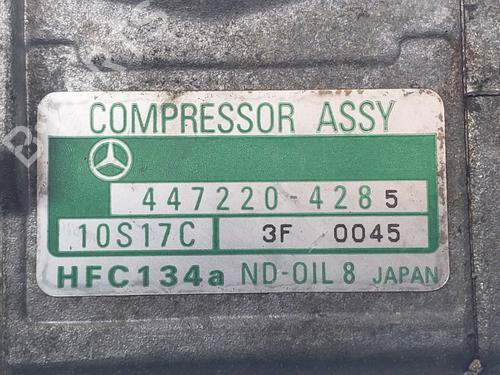 COMPRESSOR ASSY
447220-4285
10S17C 3F 0045
HFC134a ND-OIL 8 JAPAN